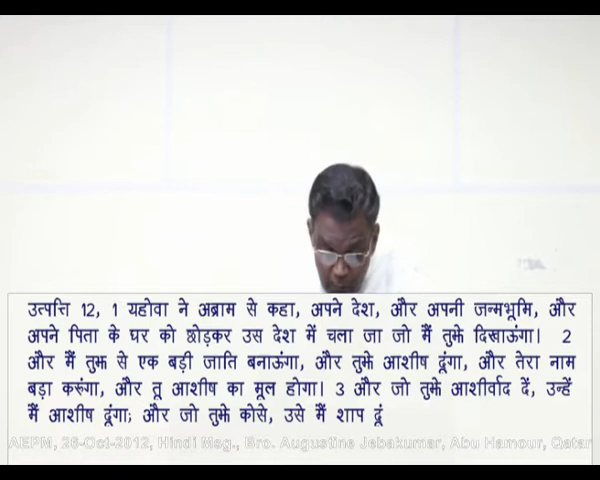 उत्पत्ति 12, 1 यहोवा ने अब्राम से कहा, अपने देश, और अपनी जन्मभूमि, और
अपने पिता के घर को छोड़कर उस देश में चला जा जो मैं तुझे दिखाऊंगा। 2
और मैं तुझ से एक बड़ी जाति बनाऊंगा, और तुझे आशीष दूंगा, और तेरा नाम
बड़ा करूंगा, और तू आशीष का मूल होगा। 3 और जो तुझे आशीर्वाद दें, उन्हें
मैं आशीष दूंगा; और जो तुझे कोसे, उसे मैं शाप दूं
AEPM, 26-Oct-2012, Hindi Msg., Bro. Augustine Jebakumar, Abu Hamour, Qatar